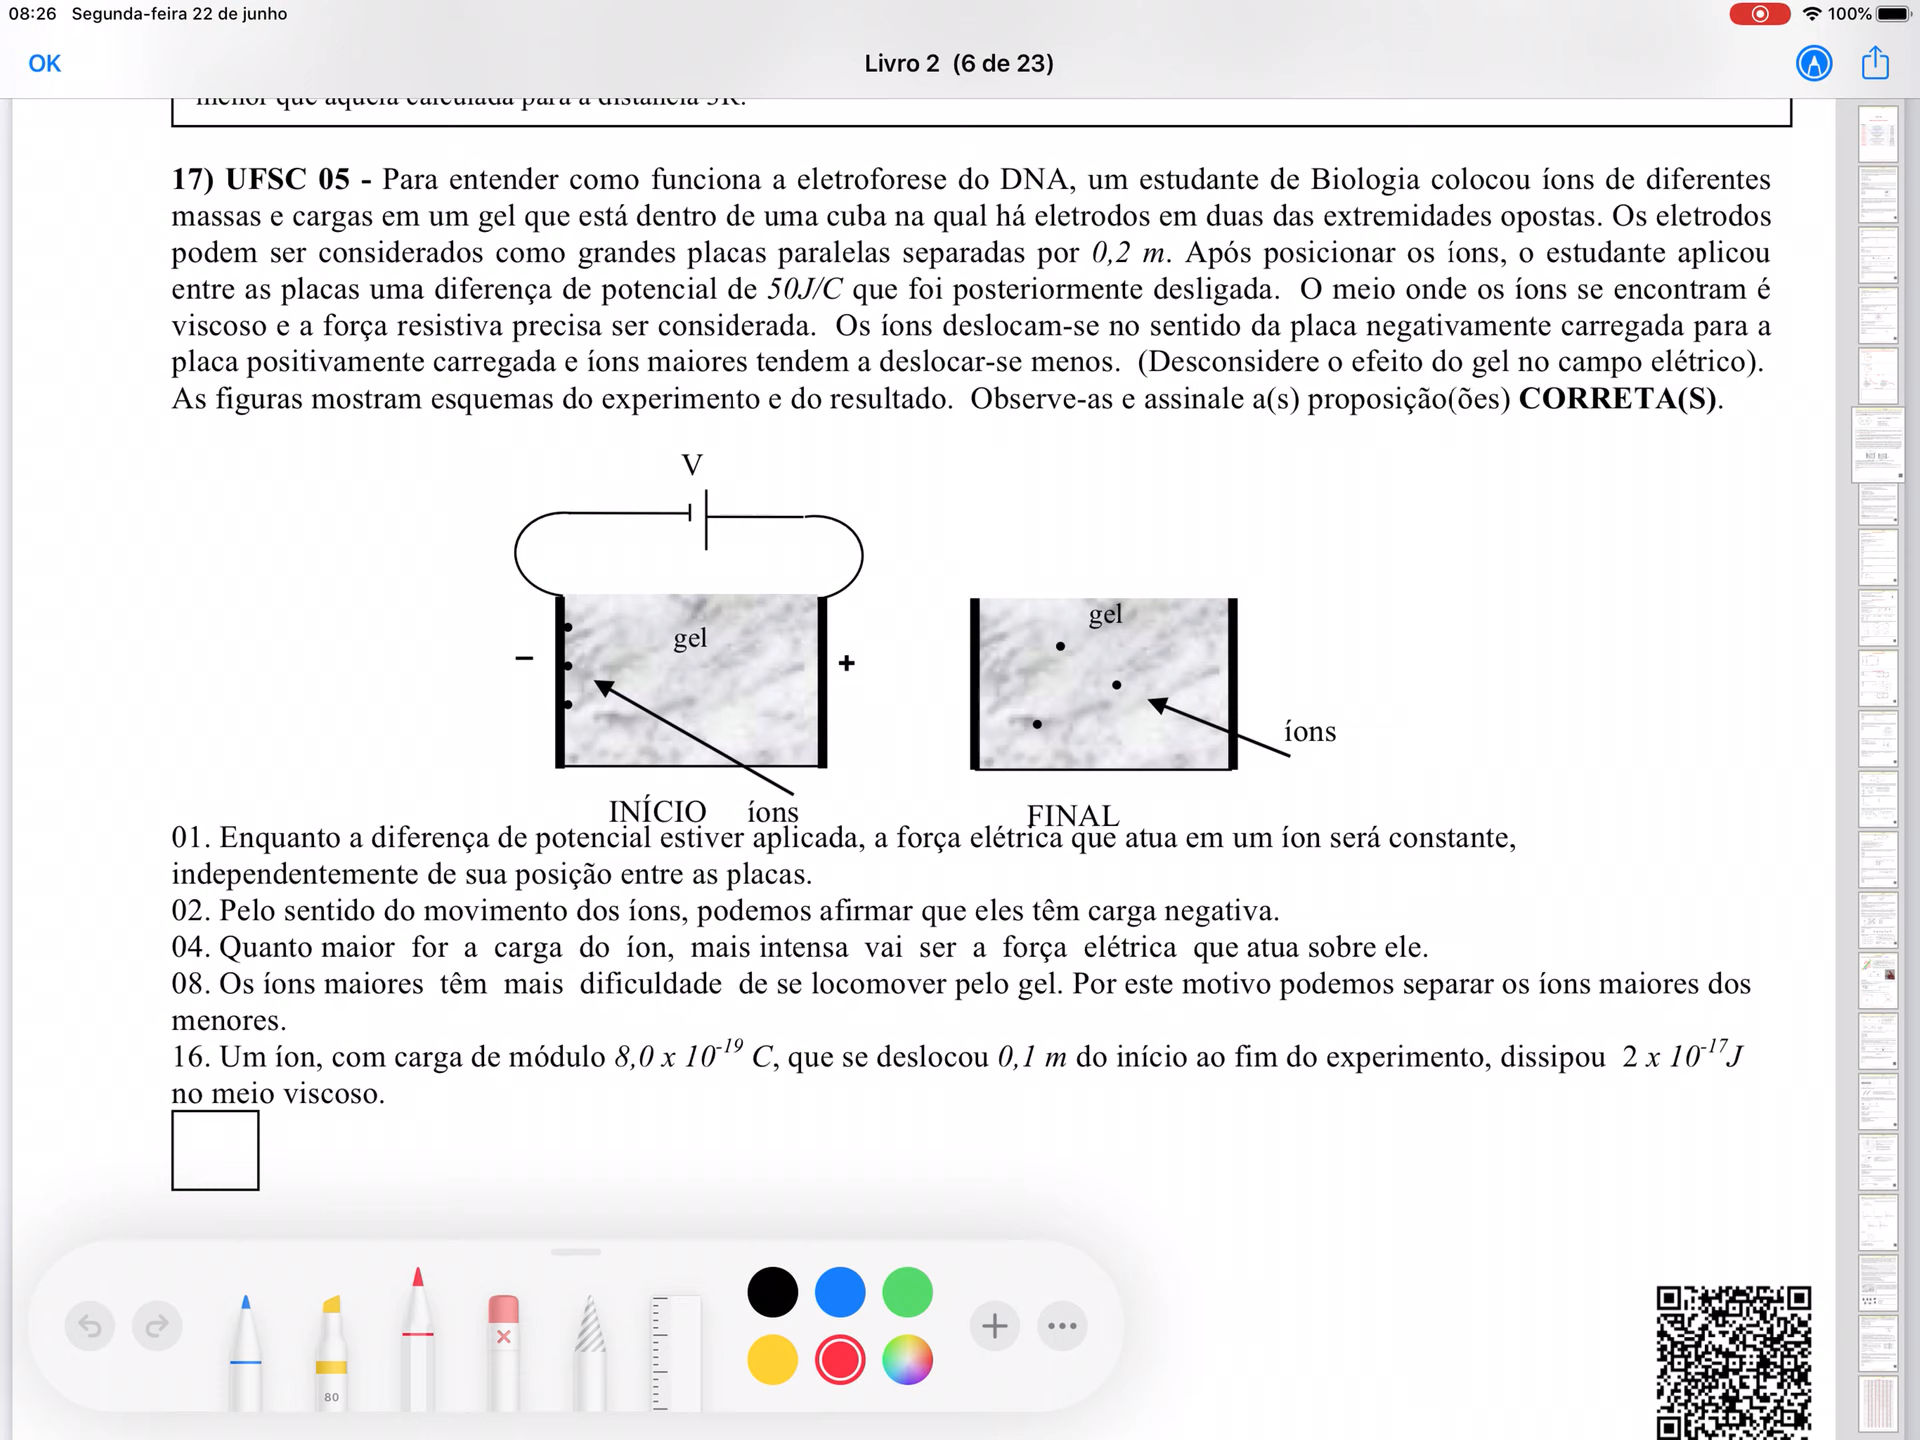 08:26 Segunda-feira 22 de junho
100%
OK
Livro 2 (6 de 23)
menor que aquela calculada para a distância 3R.
17) UFSC 05 - Para entender como funciona a eletroforese do DNA, um estudante de Biologia colocou íons de diferentes
massas e cargas em um gel que está dentro de uma cuba na qual há eletrodos em duas das extremidades opostas. Os eletrodos
podem ser considerados como grandes placas paralelas separadas por 0,2 m. Após posicionar os íons, o estudante aplicou
entre as placas uma diferença de potencial de 50J/C que foi posteriormente desligada. O meio onde os íons se encontram é
viscoso e a força resistiva precisa ser considerada. Os íons deslocam-se no sentido da placa negativamente carregada para a
placa positivamente carregada e íons maiores tendem a deslocar-se menos. (Desconsidere o efeito do gel no campo elétrico).
As figuras mostram esquemas do experimento e do resultado. Observe-as e assinale a(s) proposição(ões) CORRETA(S).
V
gel
gel
– +
íons
INÍCIO íons
FINAL
01. Enquanto a diferença de potencial estiver aplicada, a força elétrica que atua em um íon será constante,
independentemente de sua posição entre as placas.
02. Pelo sentido do movimento dos íons, podemos afirmar que eles têm carga negativa.
04. Quanto maior for a carga do íon, mais intensa vai ser a força elétrica que atua sobre ele.
08. Os íons maiores têm mais dificuldade de se locomover pelo gel. Por este motivo podemos separar os íons maiores dos
menores.
16. Um íon, com carga de módulo 8,0 x 10⁻¹⁹ C, que se deslocou 0,1 m do início ao fim do experimento, dissipou 2 x 10⁻¹⁷J
no meio viscoso.
80